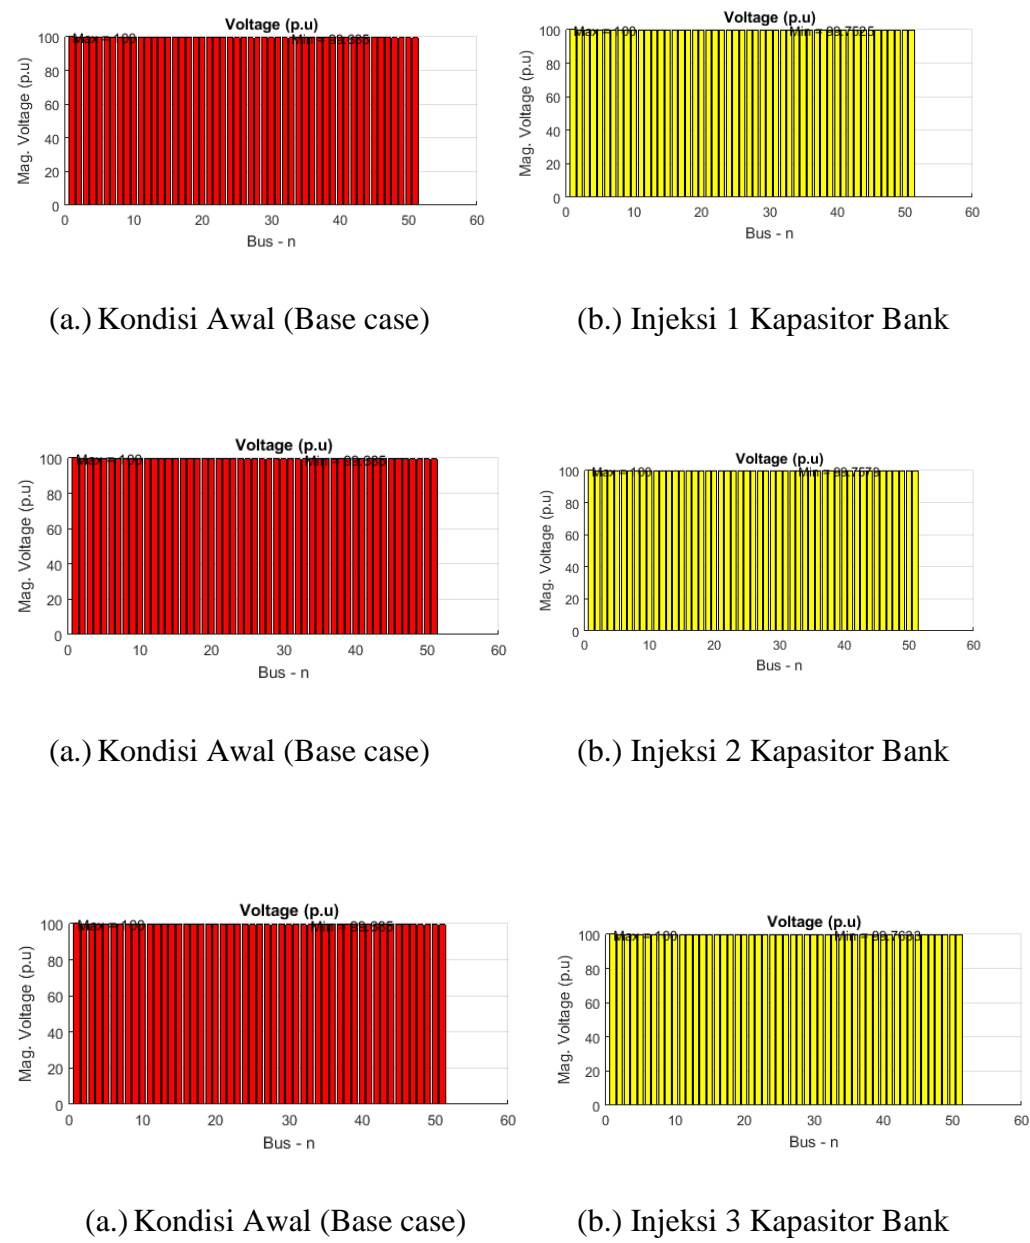 Voltage (p.u)
Max = 100
Mag. Voltage (p.u)
100
80
60
40
20
0
0 10 20 30 40 50 60
Bus - n
Voltage (p.u)
Max = 100
Min = 99.7525
Mag. Voltage (p.u)
100
80
60
40
20
0
0 10 20 30 40 50 60
Bus - n
(a.) Kondisi Awal (Base case)
(b.) Injeksi 1 Kapasitor Bank
Voltage (p.u)
Max = 100
Mag. Voltage (p.u)
100
80
60
40
20
0
0 10 20 30 40 50 60
Bus - n
Voltage (p.u)
Max = 100
Min = 99.7579
Mag. Voltage (p.u)
100
80
60
40
20
0
0 10 20 30 40 50 60
Bus - n
(a.) Kondisi Awal (Base case)
(b.) Injeksi 2 Kapasitor Bank
Voltage (p.u)
Max = 100
Mag. Voltage (p.u)
100
80
60
40
20
0
0 10 20 30 40 50 60
Bus - n
Voltage (p.u)
Max = 100
Mag. Voltage (p.u)
100
80
60
40
20
0
0 10 20 30 40 50 60
Bus - n
(a.) Kondisi Awal (Base case)
(b.) Injeksi 3 Kapasitor Bank